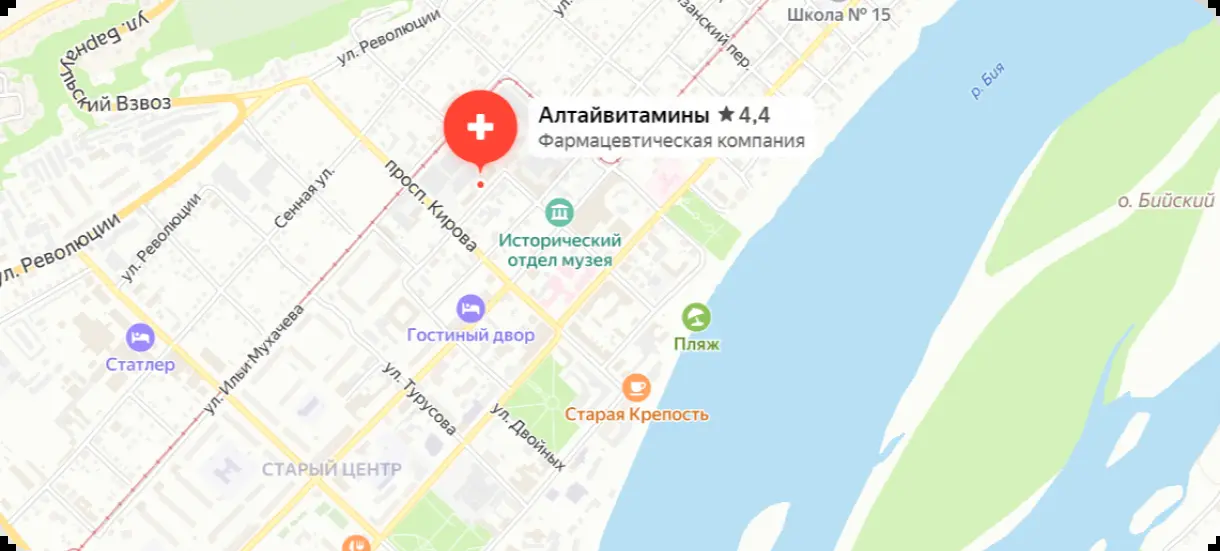 Школа № 15
ул. Барнаульский Взвоз
ул. Революции
р. Бия
Алтайвитамины ★ 4,4
Фармацевтическая компания
просп. Кирова
Сенная ул.
о. Бийский
ул. Революции
ул. Революции
Исторический
отдел музея
Гостиный двор
Пляж
Статлер
ул. Ильи Мухачева
ул. Турусова
Старая Крепость
ул. Двойных
СТАРЫЙ ЦЕНТР